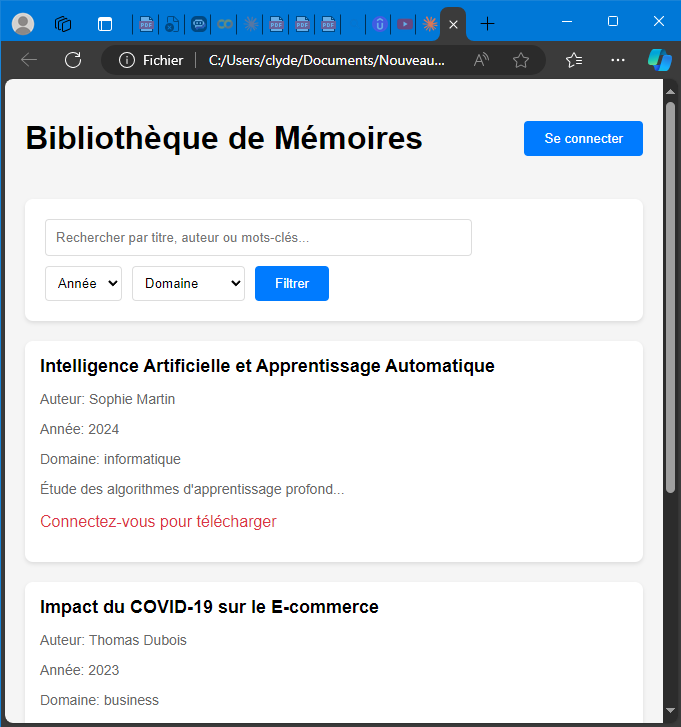 Fichier
C:/Users/clyde/Documents/Nouveau...
Bibliothèque de Mémoires
Se connecter
Rechercher par titre, auteur ou mots-clés...
Année
Domaine
Filtrer
Intelligence Artificielle et Apprentissage Automatique
Auteur: Sophie Martin
Année: 2024
Domaine: informatique
Étude des algorithmes d'apprentissage profond...
Connectez-vous pour télécharger
Impact du COVID-19 sur le E-commerce
Auteur: Thomas Dubois
Année: 2023
Domaine: business